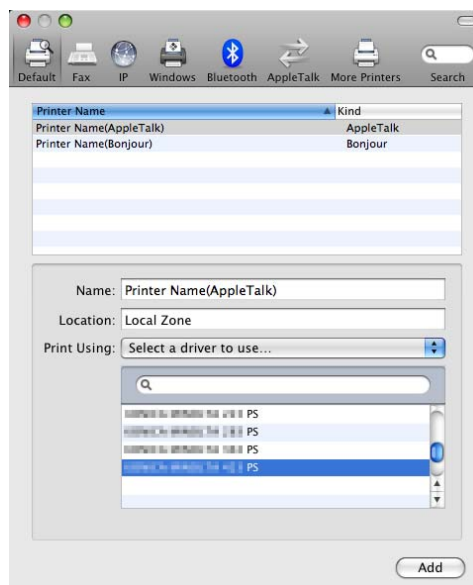 Default Fax IP Windows Bluetooth AppleTalk More Printers Search
Printer Name Kind
Printer Name(AppleTalk) AppleTalk
Printer Name(Bonjour) Bonjour
Name: Printer Name(AppleTalk)
Location: Local Zone
Print Using: Select a driver to use...
PS
PS
PS
PS
Add